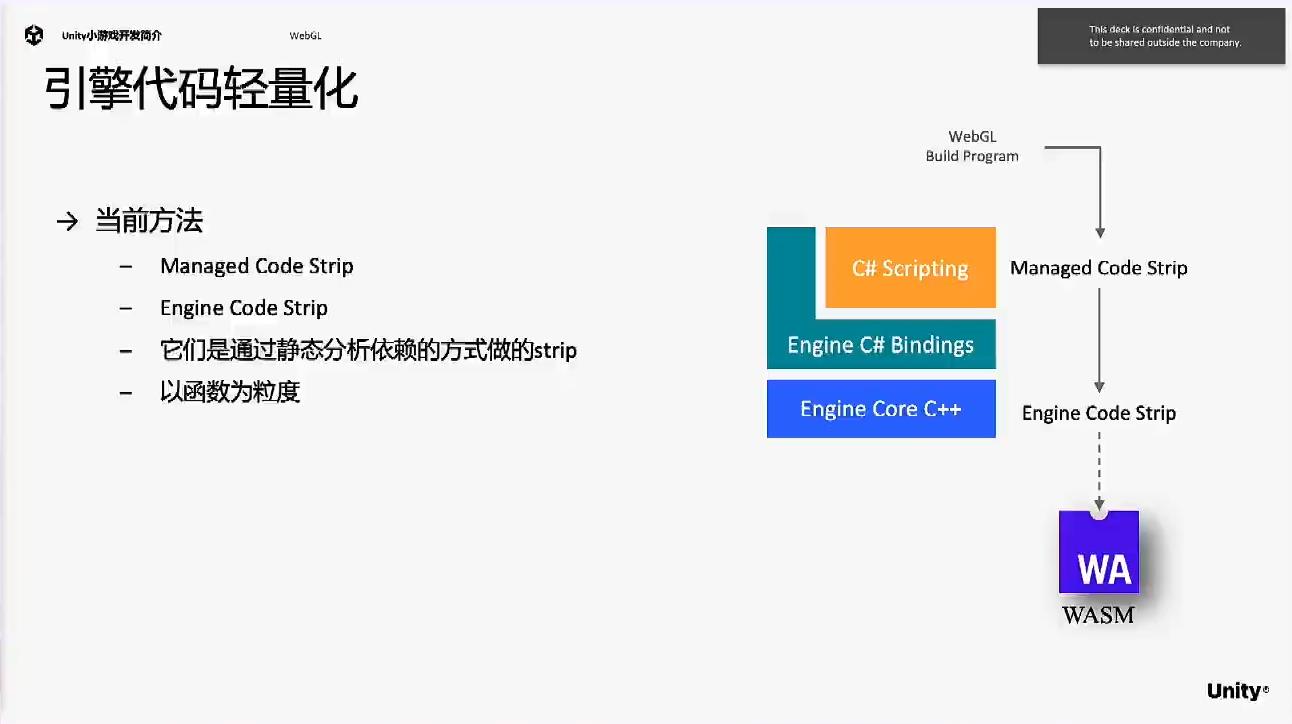 Unity小游戏开发简介
WebGL
This deck is confidential and not
to be shared outside the company.
引擎代码轻量化
→ 当前方法
– Managed Code Strip
– Engine Code Strip
– 它们是通过静态分析依赖的方式做的strip
– 以函数为粒度
WebGL
Build Program
C# Scripting
Managed Code Strip
Engine C# Bindings
Engine Core C++
Engine Code Strip
WA
WASM
Unity®